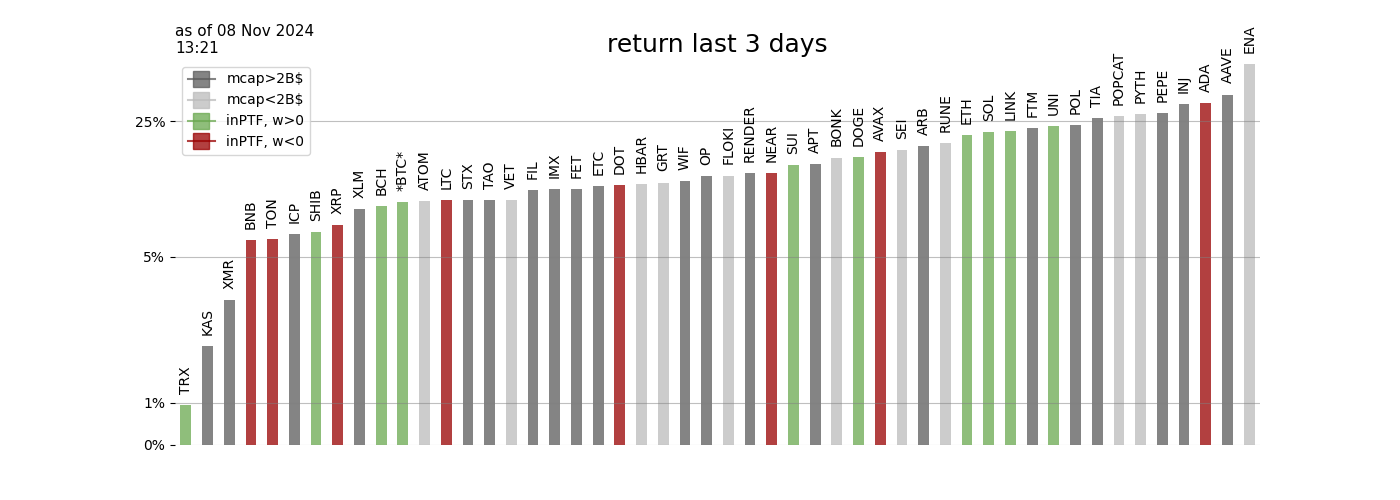 as of 08 Nov 2024
13:21
return last 3 days
mcap>2B$
mcap<2B$
inPTF, w>0
inPTF, w<0
25%
5%
1%
0%
TRX
KAS
XMR
BNB
TON
ICP
SHIB
XRP
XLM
BCH
*BTC*
ATOM
LTC
STX
TAO
VET
FIL
IMX
FET
ETC
DOT
HBAR
GRT
WIF
OP
FLOKI
RENDER
NEAR
SUI
APT
BONK
DOGE
AVAX
SEI
ARB
RUNE
ETH
SOL
LINK
FTM
UNI
POL
TIA
POPCAT
PYTH
PEPE
INJ
ADA
AAVE
ENA